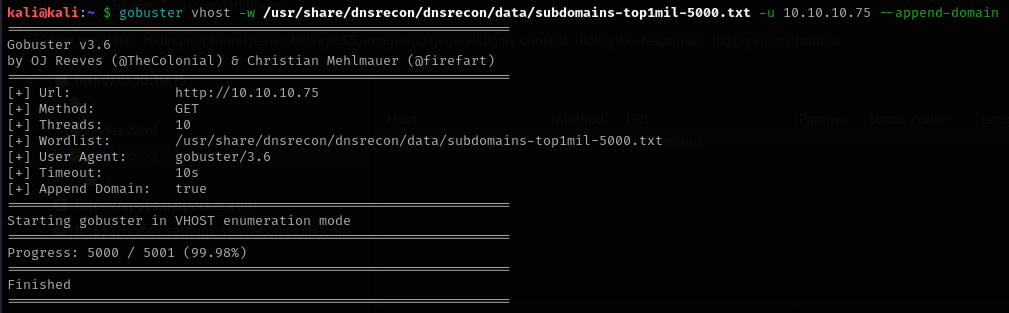 kali@kali:~ $ gobuster vhost -w /usr/share/dnsrecon/dnsrecon/data/subdomains-top1mil-5000.txt -u 10.10.10.75 --append-domain
===============================================================
Gobuster v3.6
by OJ Reeves (@TheColonial) & Christian Mehlmauer (@firefart)
===============================================================
[+] Url:             http://10.10.10.75
[+] Method:          GET
[+] Threads:         10
[+] Wordlist:        /usr/share/dnsrecon/dnsrecon/data/subdomains-top1mil-5000.txt
[+] User Agent:      gobuster/3.6
[+] Timeout:         10s
[+] Append Domain:   true
===============================================================
Starting gobuster in VHOST enumeration mode
===============================================================
Progress: 5000 / 5001 (99.98%)
===============================================================
Finished
===============================================================